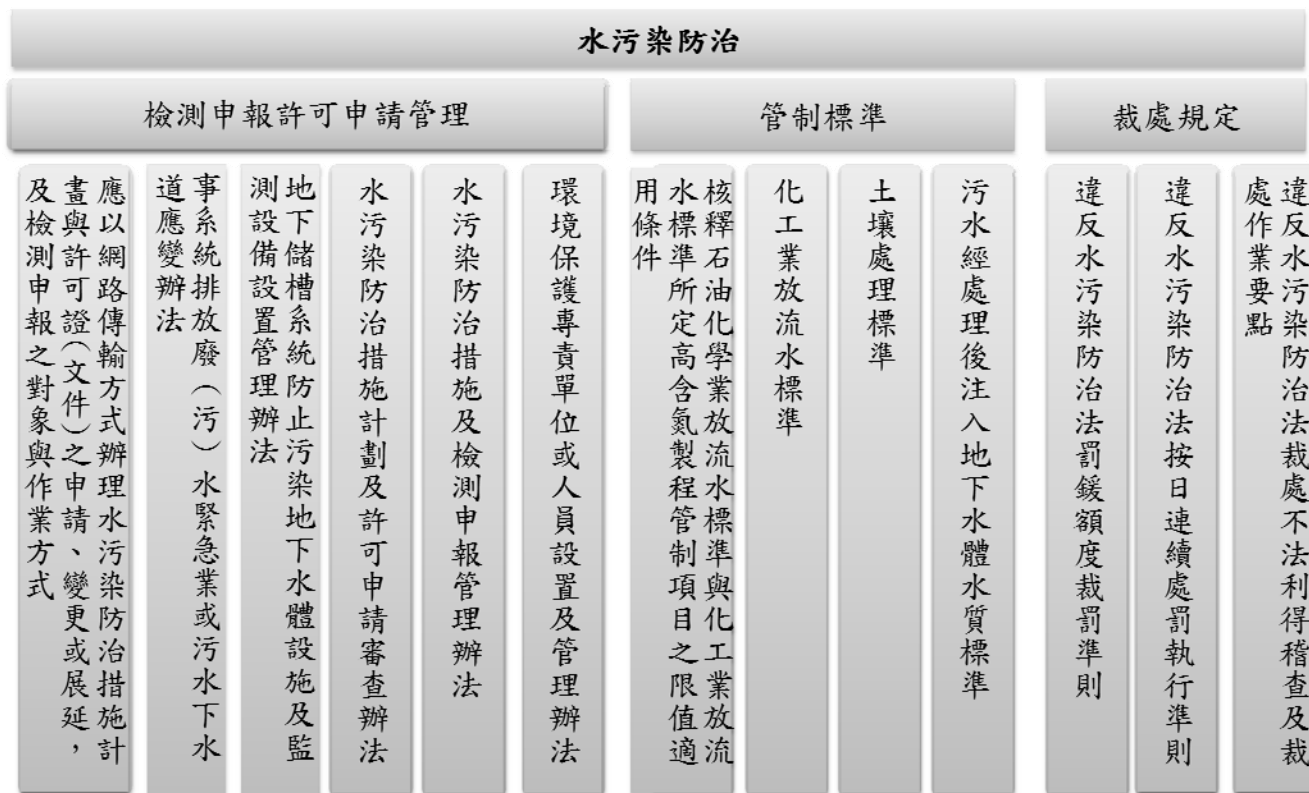 水污染防治
檢測申報許可申請管理
管制標準
裁處規定
應以網路傳輸方式辦理水污染防治措施計
畫與許可證（文件）之申請、變更或展延，
及檢測申報之對象與作業方式
事系統排放廢（污）水緊急業或污水下水
道應變辦法
地下儲槽系統防止污染地下水體設施及監
測設備設置管理辦法
水污染防治措施計劃及許可申請審查辦法
水污染防治措施及檢測申報管理辦法
環境保護專責單位或人員設置及管理辦法
核釋石油化學業放流水標準與化工業放流
水標準所定高含氮製程管制項目之限值適
用條件
化工業放流水標準
土壤處理標準
污水經處理後注入地下水體水質標準
違反水污染防治法罰鍰額度裁罰準則
違反水污染防治法按日連續處罰執行準則
違反水污染防治法裁處不法利得稽查及裁
處作業要點